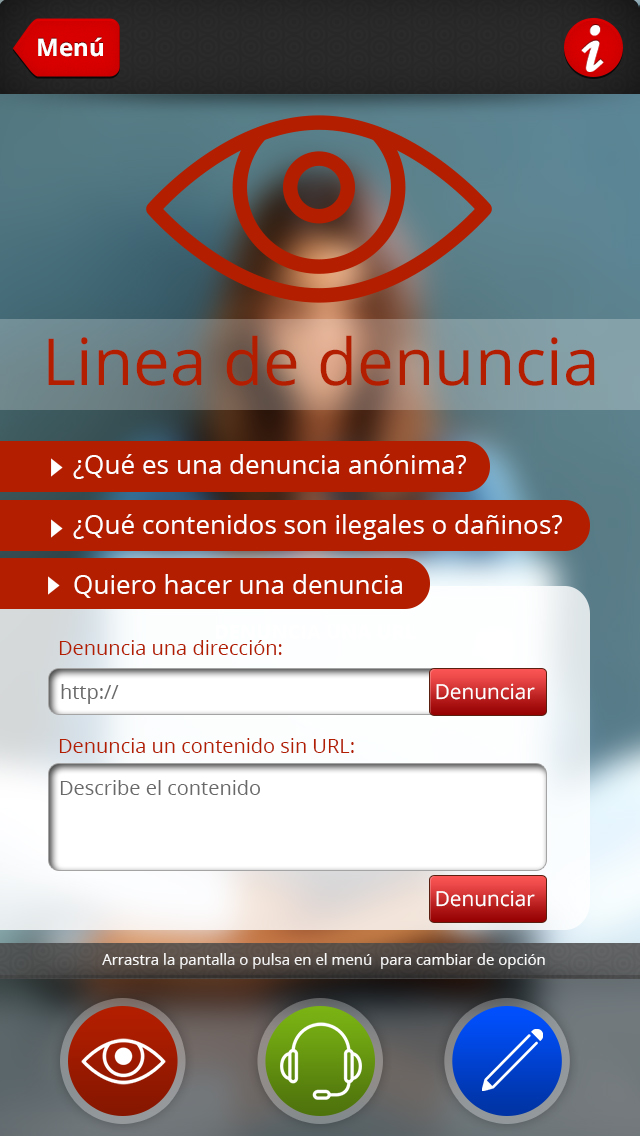 Menú
i
Linea de denuncia
¿Qué es una denuncia anónima?
¿Qué contenidos son ilegales o dañinos?
Quiero hacer una denuncia
Denuncia una dirección:
http://
Denunciar
Denuncia un contenido sin URL:
Describe el contenido
Denunciar
Arrastra la pantalla o pulsa en el menú para cambiar de opción